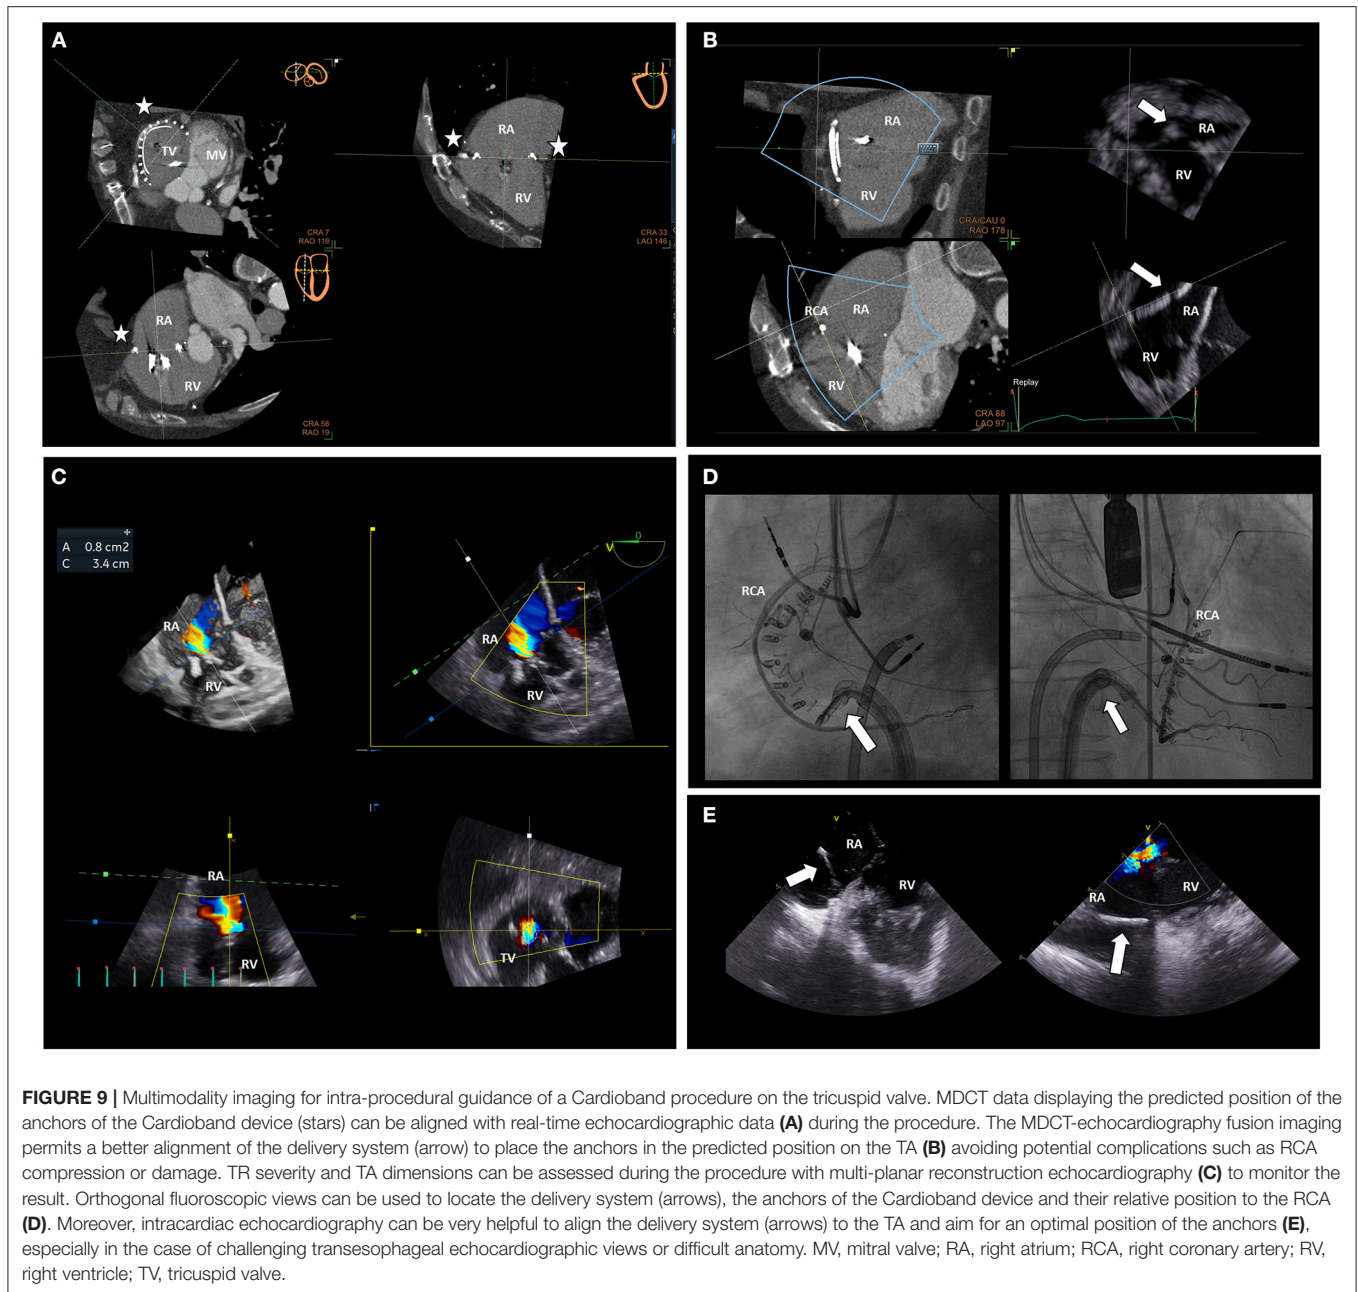 A
TV
MV
CRA 7
RAO 119
RA
RV
CRA 33
LAO 146
RA
RV
CRA 56
RAO 19
B
RA
RV
CRA/CAU 0
RAO 178
RA
RV
RCA
RA
RV
CRA 88
LAO 97
RA
RV
Replay
C
A 0.8 cm2
C 3.4 cm
RA
RV
0
V
RA
RV
RA
RV
TV
D
RCA
RCA
E
V
RA
RV
5
V
RA
RV
FIGURE 9 | Multimodality imaging for intra-procedural guidance of a Cardioband procedure on the tricuspid valve. MDCT data displaying the predicted position of the
anchors of the Cardioband device (stars) can be aligned with real-time echocardiographic data (A) during the procedure. The MDCT-echocardiography fusion imaging
permits a better alignment of the delivery system (arrow) to place the anchors in the predicted position on the TA (B) avoiding potential complications such as RCA
compression or damage. TR severity and TA dimensions can be assessed during the procedure with multi-planar reconstruction echocardiography (C) to monitor the
result. Orthogonal fluoroscopic views can be used to locate the delivery system (arrows), the anchors of the Cardioband device and their relative position to the RCA
(D). Moreover, intracardiac echocardiography can be very helpful to align the delivery system (arrows) to the TA and aim for an optimal position of the anchors (E),
especially in the case of challenging transesophageal echocardiographic views or difficult anatomy. MV, mitral valve; RA, right atrium; RCA, right coronary artery; RV,
right ventricle; TV, tricuspid valve.